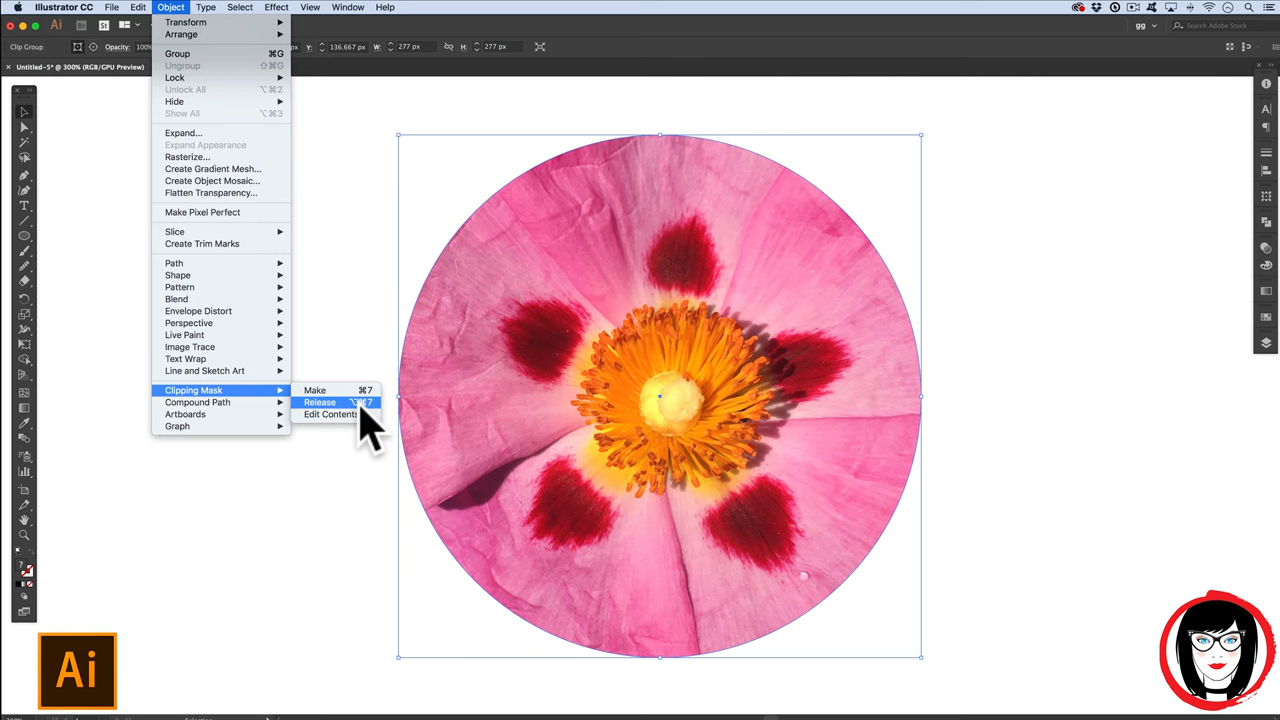 Illustrator CC File Edit Object Type Select Effect View Window Help
gg
Search Adobe Stock
Clip Group Opacity: 100%
Y: 136.667 px W: 277 px H: 277 px
Untitled-5* @ 300% (RGB/GPU Preview)
Transform
Arrange
Group ⌘G
Ungroup ⇧⌘G
Lock
Unlock All ⌥⌘2
Hide
Show All ⌥⌘3
Expand...
Expand Appearance
Rasterize...
Create Gradient Mesh...
Create Object Mosaic...
Flatten Transparency...
Make Pixel Perfect
Slice
Create Trim Marks
Path
Shape
Pattern
Blend
Envelope Distort
Perspective
Live Paint
Image Trace
Text Wrap
Line and Sketch Art
Clipping Mask
Make ⌘7
Compound Path
Release ⌥⌘7
Artboards
Edit Contents
Graph
Ai